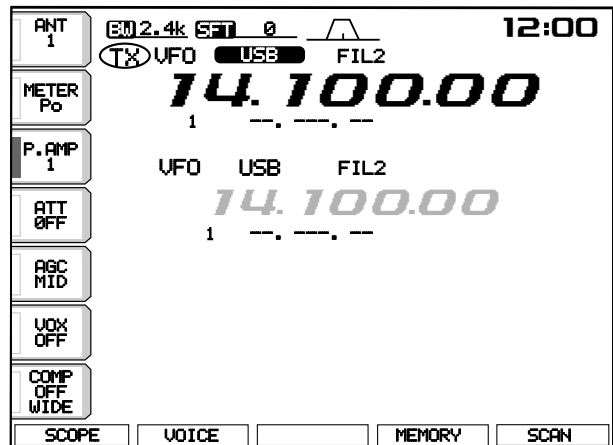 ANT
1
BW 2.4k SFT 0
12:00
TX VFO USB FIL2
METER
Po
14.100.00
1 --.---.--
P.AMP
1
VFO USB FIL2
ATT
OFF
14.100.00
1 --.---.--
AGC
MID
VOX
OFF
COMP
OFF
WIDE
SCOPE VOICE MEMORY SCAN